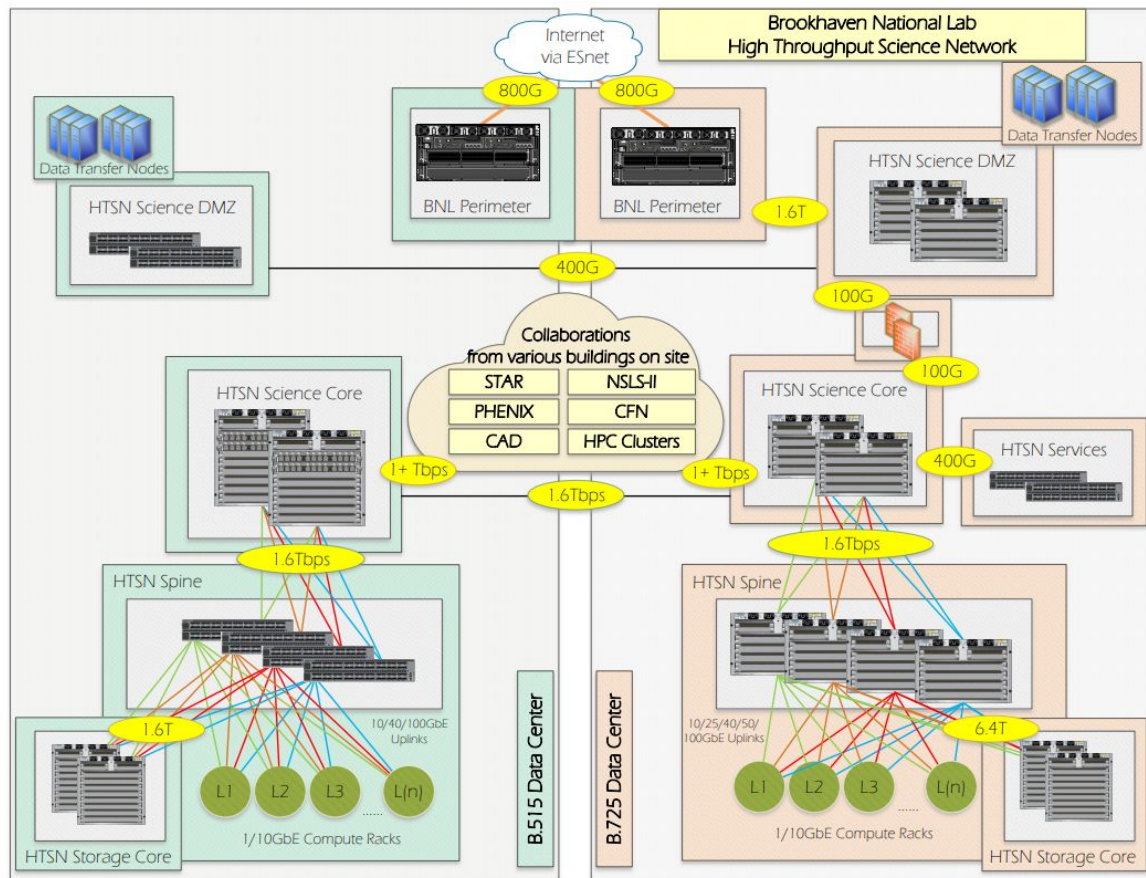 Brookhaven National Lab
High Throughput Science Network
Internet
via ESnet
800G
800G
Data Transfer Nodes
HTSN Science DMZ
BNL Perimeter
BNL Perimeter
1.6T
Data Transfer Nodes
HTSN Science DMZ
400G
100G
100G
Collaborations
from various buildings on site
STAR
NSLS-II
PHENIX
CFN
CAD
HPC Clusters
HTSN Science Core
1+ Tbps
1.6Tbps
1+ Tbps
HTSN Science Core
400G
HTSN Services
1.6Tbps
HTSN Spine
1.6T
10/40/100GbE
Uplinks
L1
L2
L3
......
L(n)
1/10GbE Compute Racks
HTSN Storage Core
B.515 Data Center
B.725 Data Center
1.6Tbps
HTSN Spine
10/25/40/50/
100GbE Uplinks
6.4T
L1
L2
L3
......
L(n)
1/10GbE Compute Racks
HTSN Storage Core